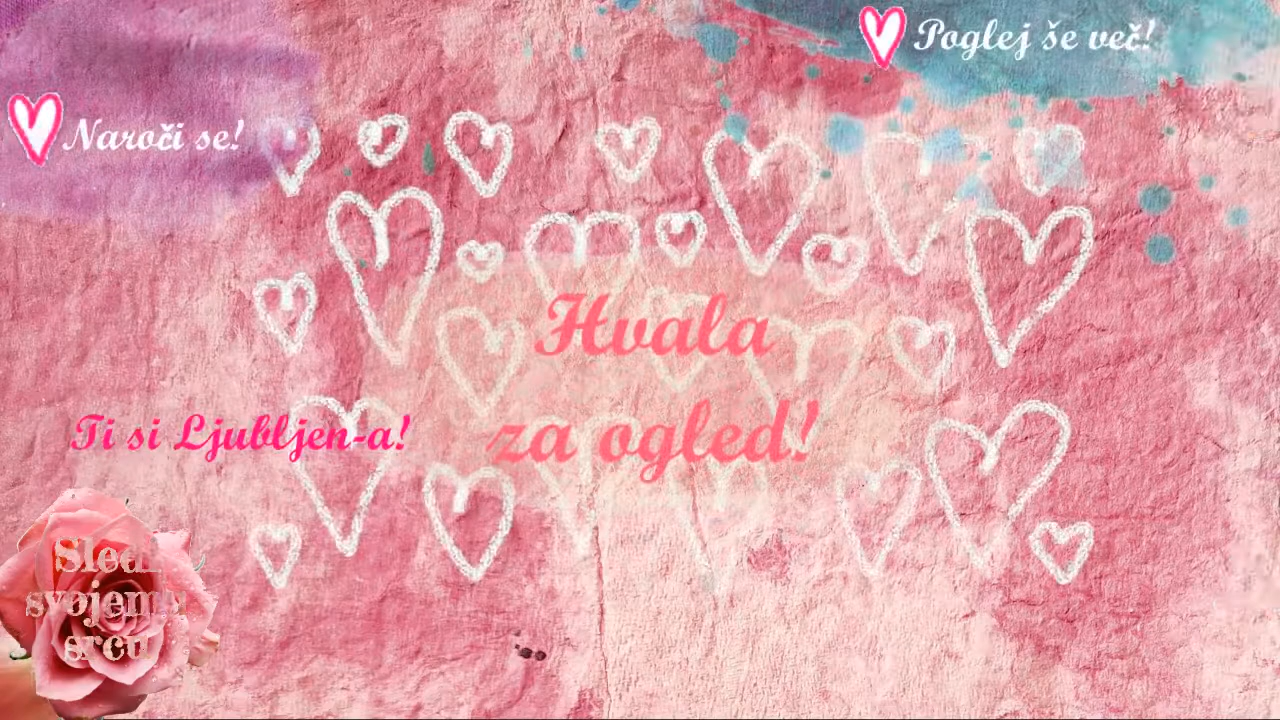 Poglej še več!
Naroči se!
Hvala
za ogled!
Ti si Ljubljen-a!
Sledi
svojemu
srcu